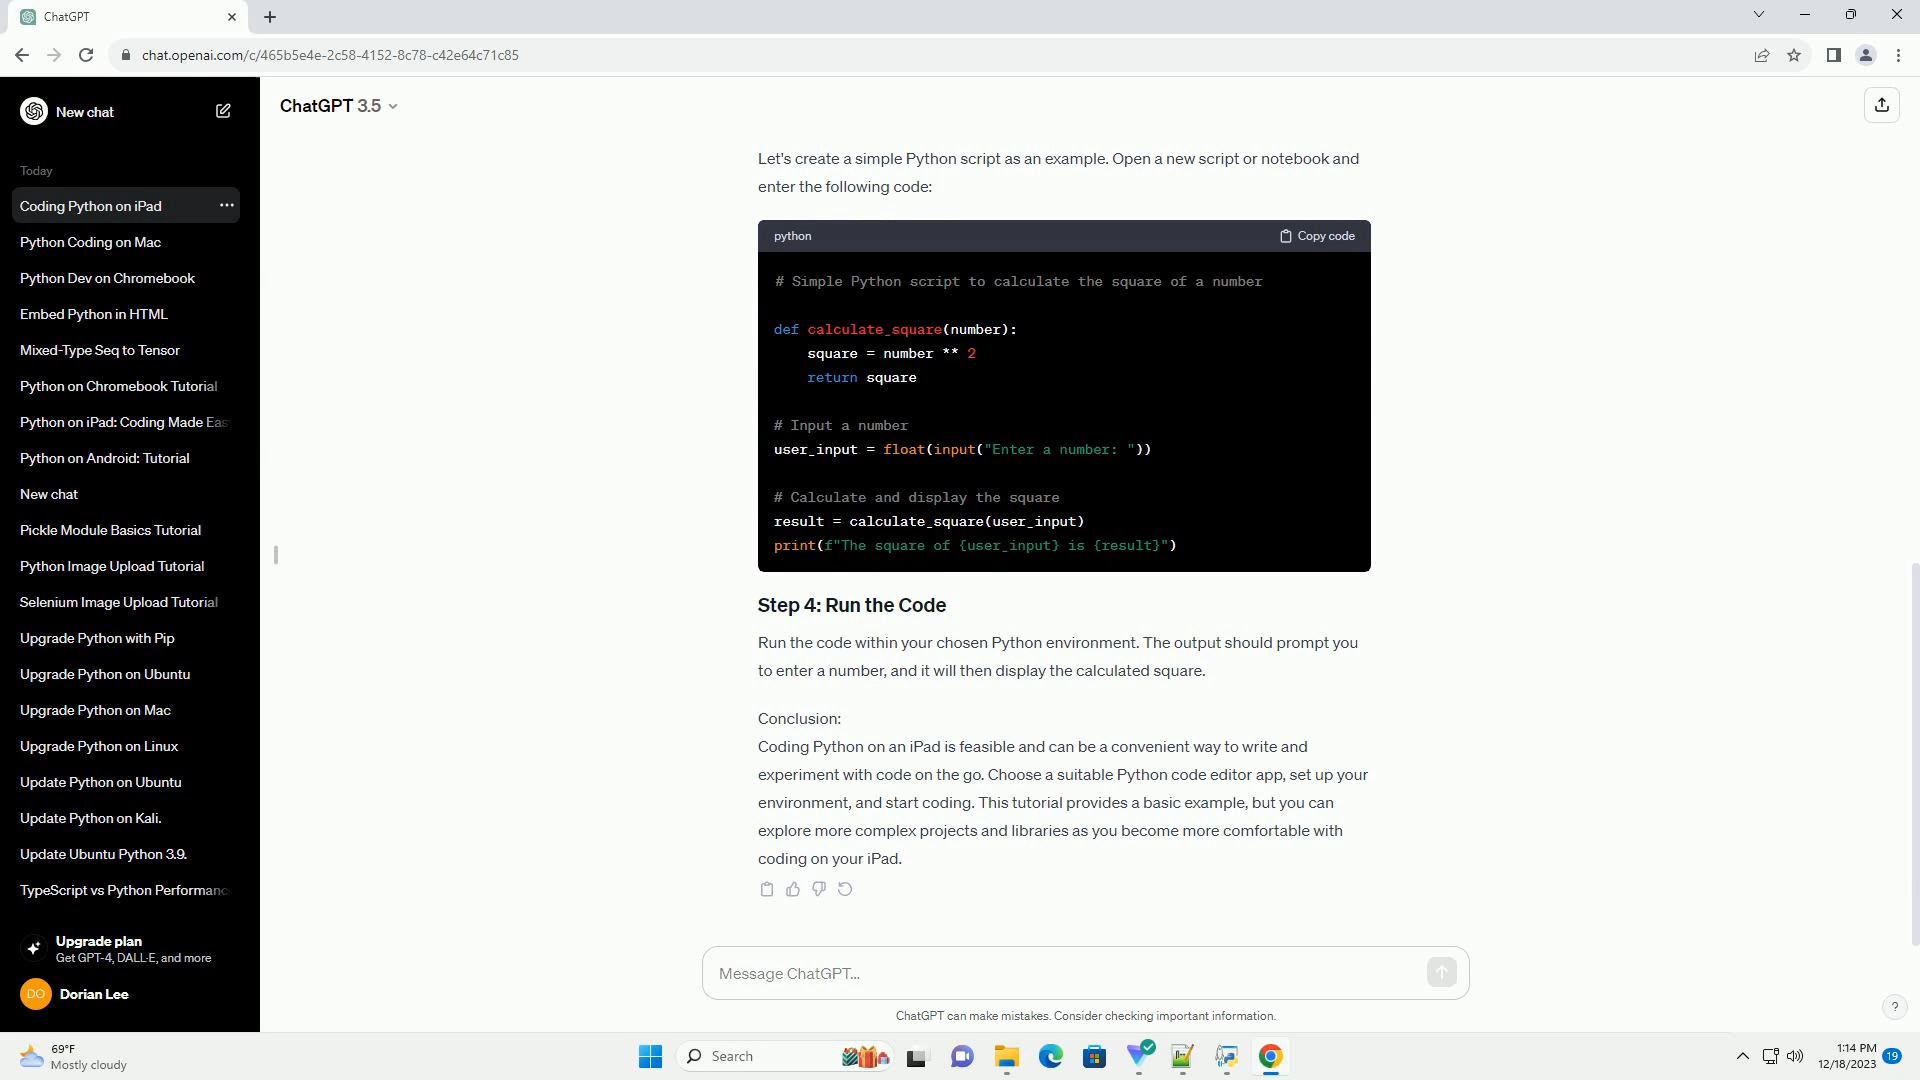 ChatGPT
chat.openai.com/c/465b5e4e-2c58-4152-8c78-c42e64c71c85
New chat
Today
Coding Python on iPad
Python Coding on Mac
Python Dev on Chromebook
Embed Python in HTML
Mixed-Type Seq to Tensor
Python on Chromebook Tutorial
Python on iPad: Coding Made Eas
Python on Android: Tutorial
New chat
Pickle Module Basics Tutorial
Python Image Upload Tutorial
Selenium Image Upload Tutorial
Upgrade Python with Pip
Upgrade Python on Ubuntu
Upgrade Python on Mac
Upgrade Python on Linux
Update Python on Ubuntu
Update Python on Kali.
Update Ubuntu Python 3.9.
TypeScript vs Python Performanc
Upgrade plan
Get GPT-4, DALL·E, and more
DO Dorian Lee
ChatGPT 3.5
Let's create a simple Python script as an example. Open a new script or notebook and
enter the following code:
python Copy code
# Simple Python script to calculate the square of a number
def calculate_square(number):
    square = number ** 2
    return square
# Input a number
user_input = float(input("Enter a number: "))
# Calculate and display the square
result = calculate_square(user_input)
print(f"The square of {user_input} is {result}")
Step 4: Run the Code
Run the code within your chosen Python environment. The output should prompt you
to enter a number, and it will then display the calculated square.
Conclusion:
Coding Python on an iPad is feasible and can be a convenient way to write and
experiment with code on the go. Choose a suitable Python code editor app, set up your
environment, and start coding. This tutorial provides a basic example, but you can
explore more complex projects and libraries as you become more comfortable with
coding on your iPad.
Message ChatGPT...
ChatGPT can make mistakes. Consider checking important information.
?
69°F
Mostly cloudy
Search
1:14 PM
12/18/2023
19